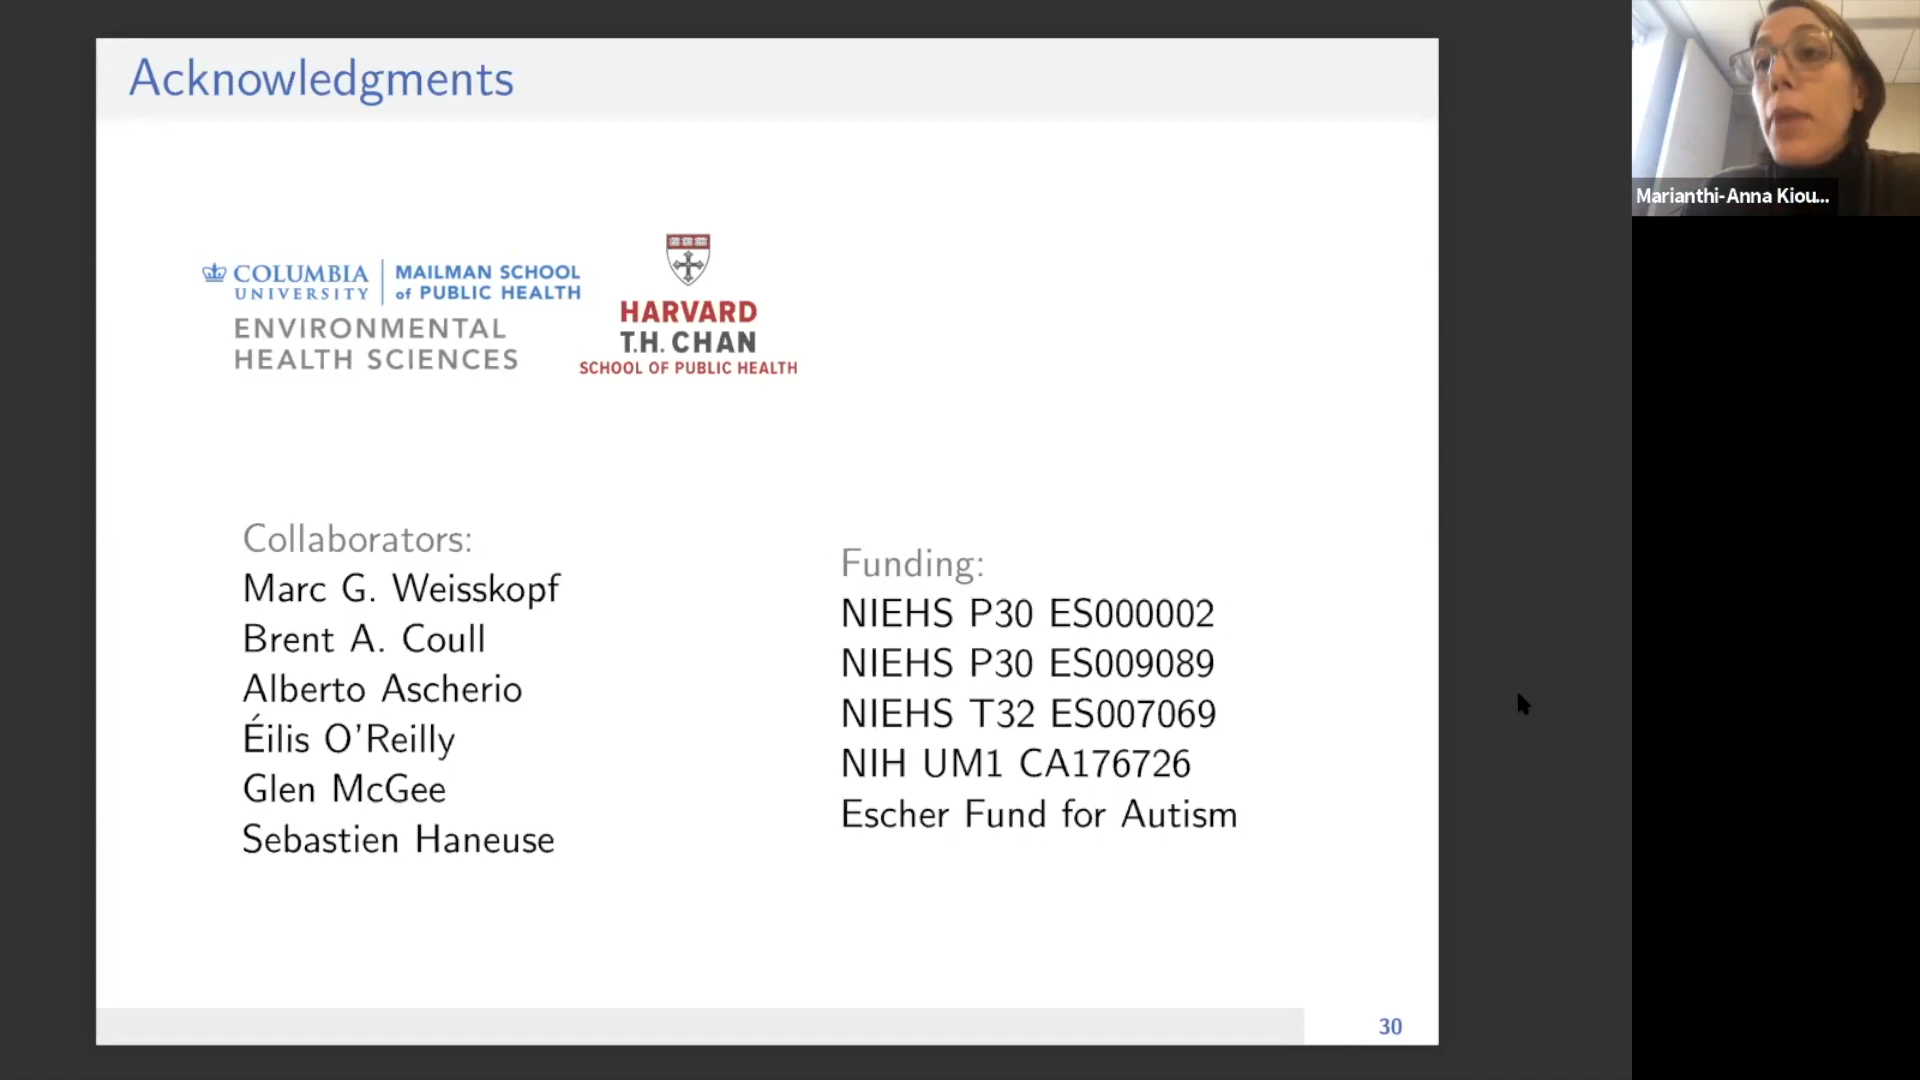 Acknowledgments
COLUMBIA UNIVERSITY
MAILMAN SCHOOL of PUBLIC HEALTH
ENVIRONMENTAL
HEALTH SCIENCES
HARVARD
T.H. CHAN
SCHOOL OF PUBLIC HEALTH
Collaborators:
Marc G. Weisskopf
Brent A. Coull
Alberto Ascherio
Éilis O'Reilly
Glen McGee
Sebastien Haneuse
Funding:
NIEHS P30 ES000002
NIEHS P30 ES009089
NIEHS T32 ES007069
NIH UM1 CA176726
Escher Fund for Autism
30
Marianthi-Anna Kiou...